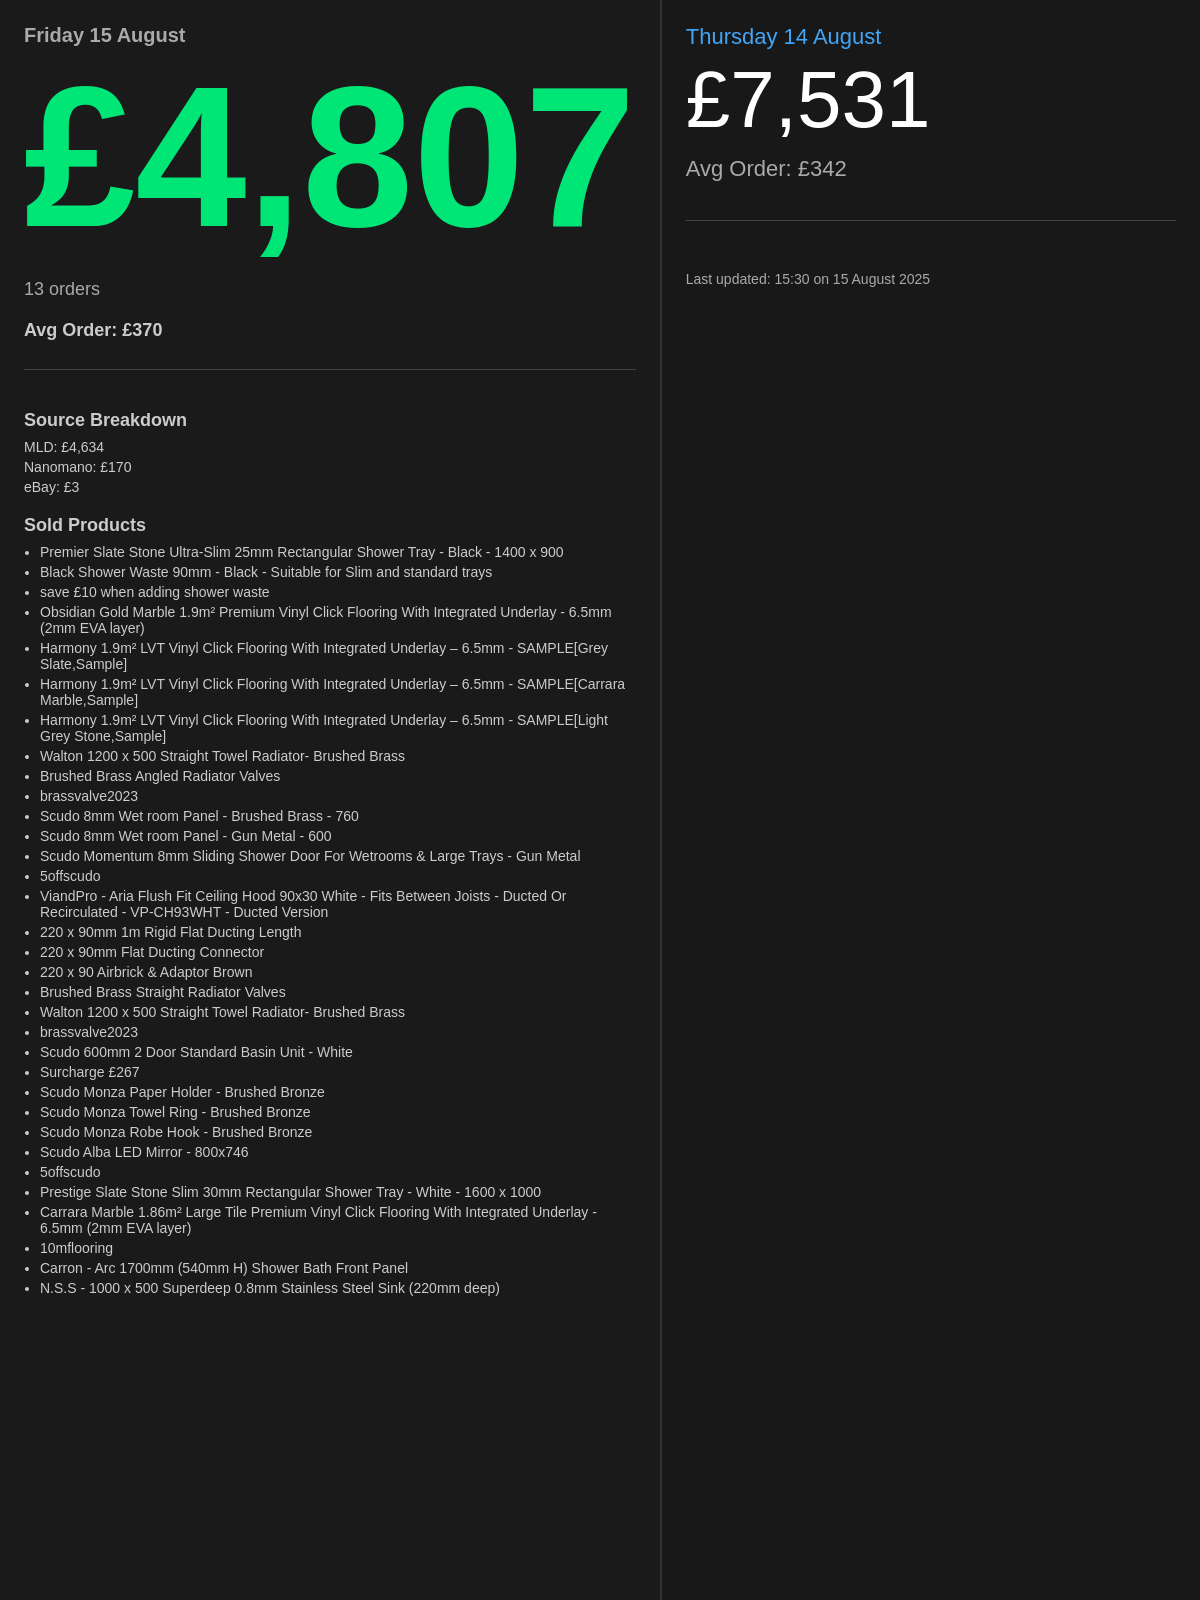 Friday 15 August
£4,807
13 orders
Avg Order: £370
Source Breakdown
MLD: £4,634
Nanomano: £170
eBay: £3
Sold Products
• Premier Slate Stone Ultra-Slim 25mm Rectangular Shower Tray - Black - 1400 x 900
• Black Shower Waste 90mm - Black - Suitable for Slim and standard trays
• save £10 when adding shower waste
• Obsidian Gold Marble 1.9m² Premium Vinyl Click Flooring With Integrated Underlay - 6.5mm
(2mm EVA layer)
• Harmony 1.9m² LVT Vinyl Click Flooring With Integrated Underlay – 6.5mm - SAMPLE[Grey
Slate,Sample]
• Harmony 1.9m² LVT Vinyl Click Flooring With Integrated Underlay – 6.5mm - SAMPLE[Carrara
Marble,Sample]
• Harmony 1.9m² LVT Vinyl Click Flooring With Integrated Underlay – 6.5mm - SAMPLE[Light
Grey Stone,Sample]
• Walton 1200 x 500 Straight Towel Radiator- Brushed Brass
• Brushed Brass Angled Radiator Valves
• brassvalve2023
• Scudo 8mm Wet room Panel - Brushed Brass - 760
• Scudo 8mm Wet room Panel - Gun Metal - 600
• Scudo Momentum 8mm Sliding Shower Door For Wetrooms & Large Trays - Gun Metal
• 5offscudo
• ViandPro - Aria Flush Fit Ceiling Hood 90x30 White - Fits Between Joists - Ducted Or
Recirculated - VP-CH93WHT - Ducted Version
• 220 x 90mm 1m Rigid Flat Ducting Length
• 220 x 90mm Flat Ducting Connector
• 220 x 90 Airbrick & Adaptor Brown
• Brushed Brass Straight Radiator Valves
• Walton 1200 x 500 Straight Towel Radiator- Brushed Brass
• brassvalve2023
• Scudo 600mm 2 Door Standard Basin Unit - White
• Surcharge £267
• Scudo Monza Paper Holder - Brushed Bronze
• Scudo Monza Towel Ring - Brushed Bronze
• Scudo Monza Robe Hook - Brushed Bronze
• Scudo Alba LED Mirror - 800x746
• 5offscudo
• Prestige Slate Stone Slim 30mm Rectangular Shower Tray - White - 1600 x 1000
• Carrara Marble 1.86m² Large Tile Premium Vinyl Click Flooring With Integrated Underlay -
6.5mm (2mm EVA layer)
• 10mflooring
• Carron - Arc 1700mm (540mm H) Shower Bath Front Panel
• N.S.S - 1000 x 500 Superdeep 0.8mm Stainless Steel Sink (220mm deep)
Thursday 14 August
£7,531
Avg Order: £342
Last updated: 15:30 on 15 August 2025